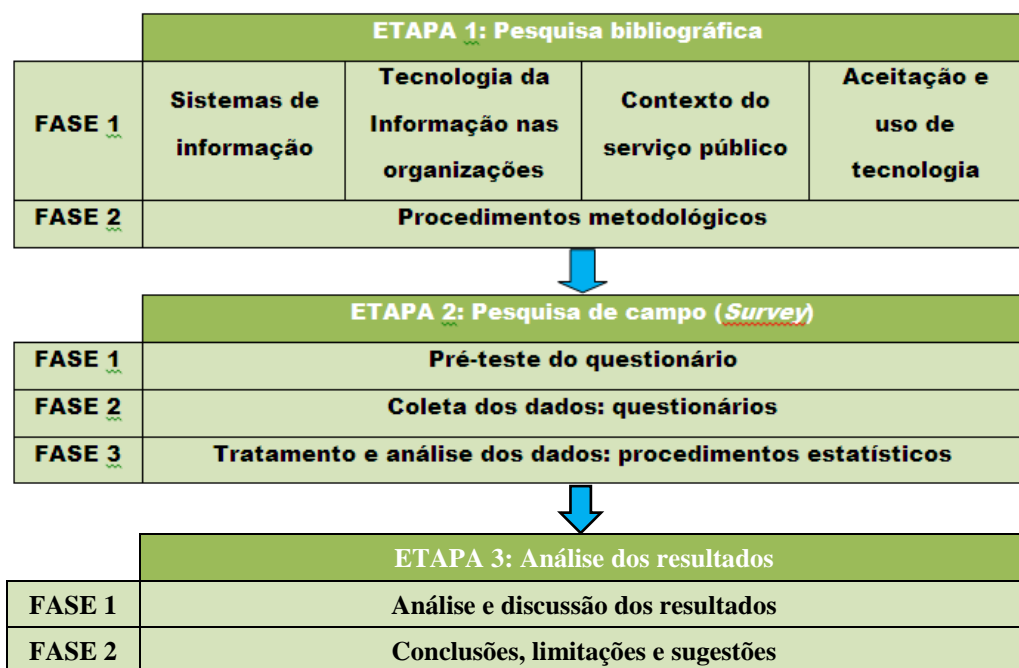 ETAPA 1: Pesquisa bibliográfica
FASE 1
Sistemas de
informação
Tecnologia da
Informação nas
organizações
Contexto do
serviço público
Aceitação e
uso de
tecnologia
FASE 2
Procedimentos metodológicos
ETAPA 2: Pesquisa de campo (Survey)
FASE 1
Pré-teste do questionário
FASE 2
Coleta dos dados: questionários
FASE 3
Tratamento e análise dos dados: procedimentos estatísticos
ETAPA 3: Análise dos resultados
FASE 1
Análise e discussão dos resultados
FASE 2
Conclusões, limitações e sugestões